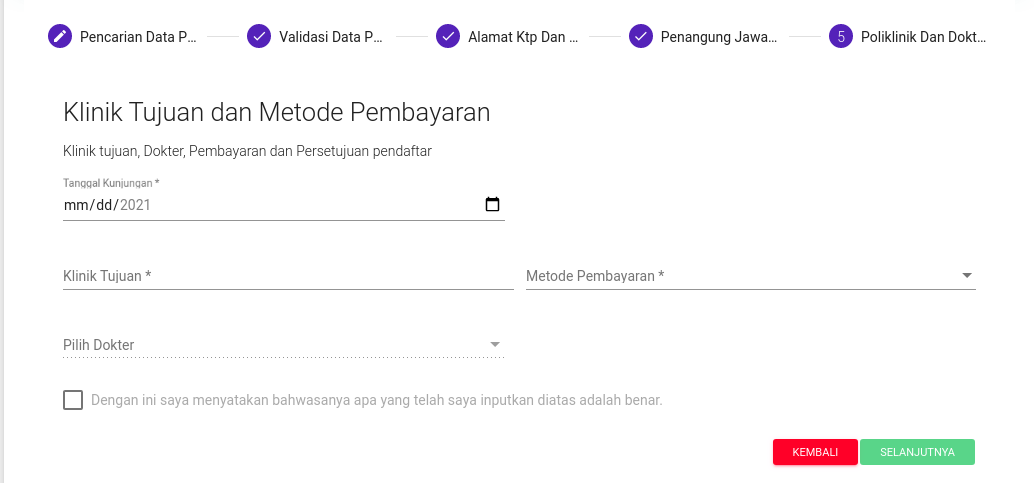 Pencarian Data P... Validasi Data P... Alamat Ktp Dan ... Penangung Jawa... 5 Poliklinik Dan Dokt...
Klinik Tujuan dan Metode Pembayaran
Klinik tujuan, Dokter, Pembayaran dan Persetujuan pendaftar
Tanggal Kunjungan *
mm/dd/2021
Klinik Tujuan * Metode Pembayaran *
Pilih Dokter
Dengan ini saya menyatakan bahwasanya apa yang telah saya inputkan diatas adalah benar.
KEMBALI SELANJUTNYA